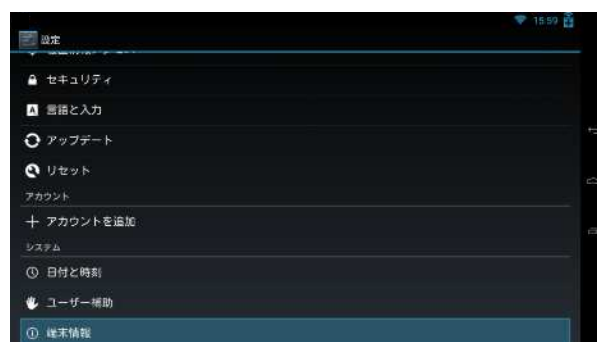 15:59
設定
セキュリティ
言語と入力
アップデート
リセット
アカウント
アカウントを追加
システム
日付と時刻
ユーザー補助
端末情報